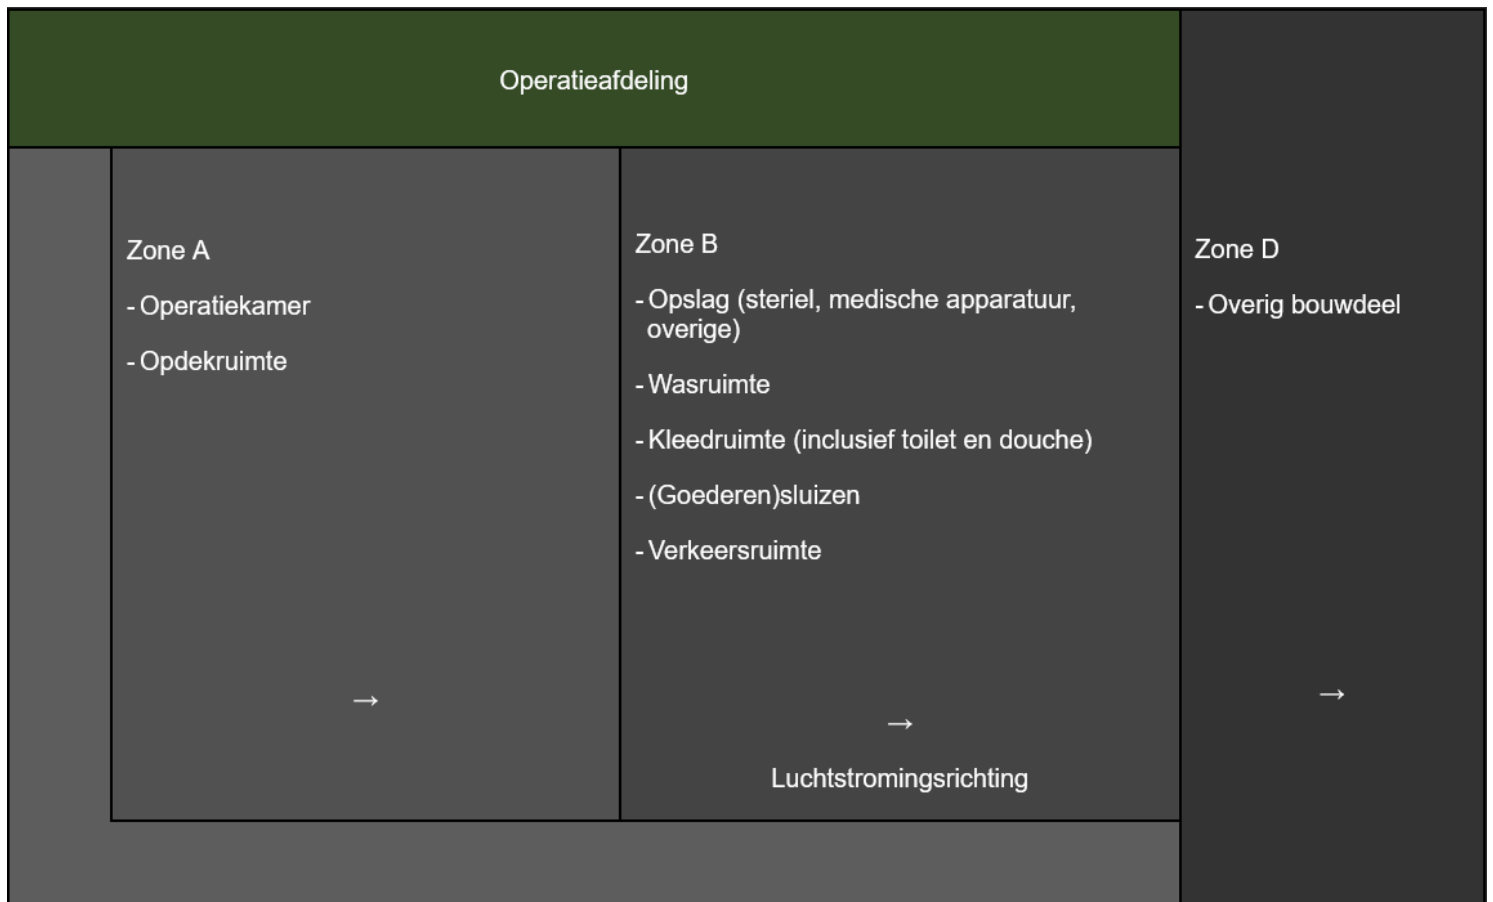 Operatieafdeling
Zone A
- Operatiekamer
- Opdekruimte
→
Zone B
- Opslag (steriel, medische apparatuur,
overige)
- Wasruimte
- Kleedruimte (inclusief toilet en douche)
- (Goederen)sluizen
- Verkeersruimte
→
Luchtstromingsrichting
Zone D
- Overig bouwdeel
→